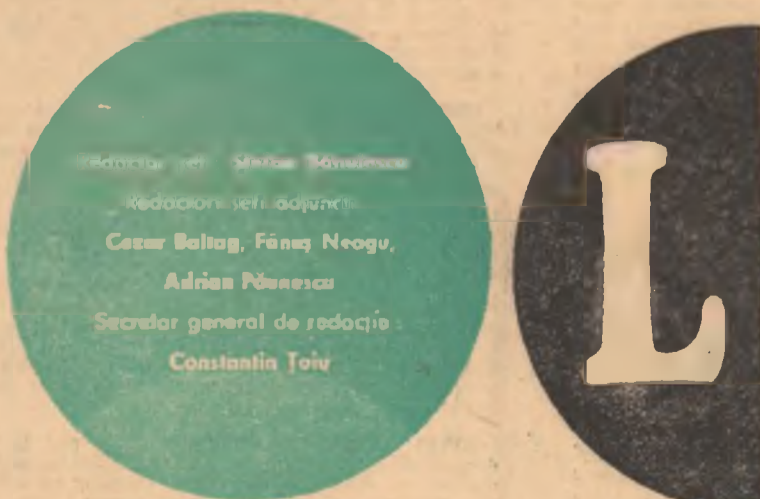 Redactori șefi adjuncți
Cezar Baltag, Fănuș Neagu,
Adrian Păunescu
Secretar general de redacție :
Constantin Țoiu
L